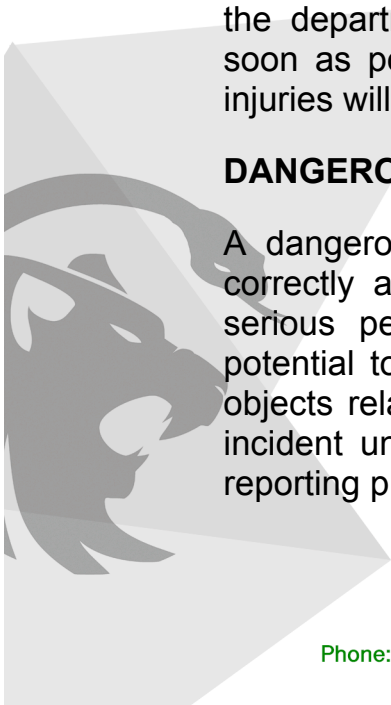 the depart
soon as p
injuries will
DANGERO
A dangero
correctly a
serious pe
potential to
objects rela
incident un
reporting p
Phone: